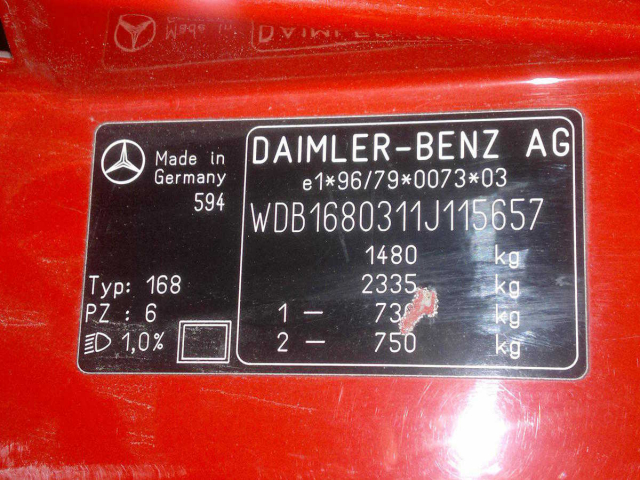 Made in
Germany
594
Typ: 168
PZ : 6
1,0%
DAIMLER-BENZ AG
e1*96/79*0073*03
WDB1680311J115657
1480 kg
2335 kg
1 — kg
2 — 750 kg